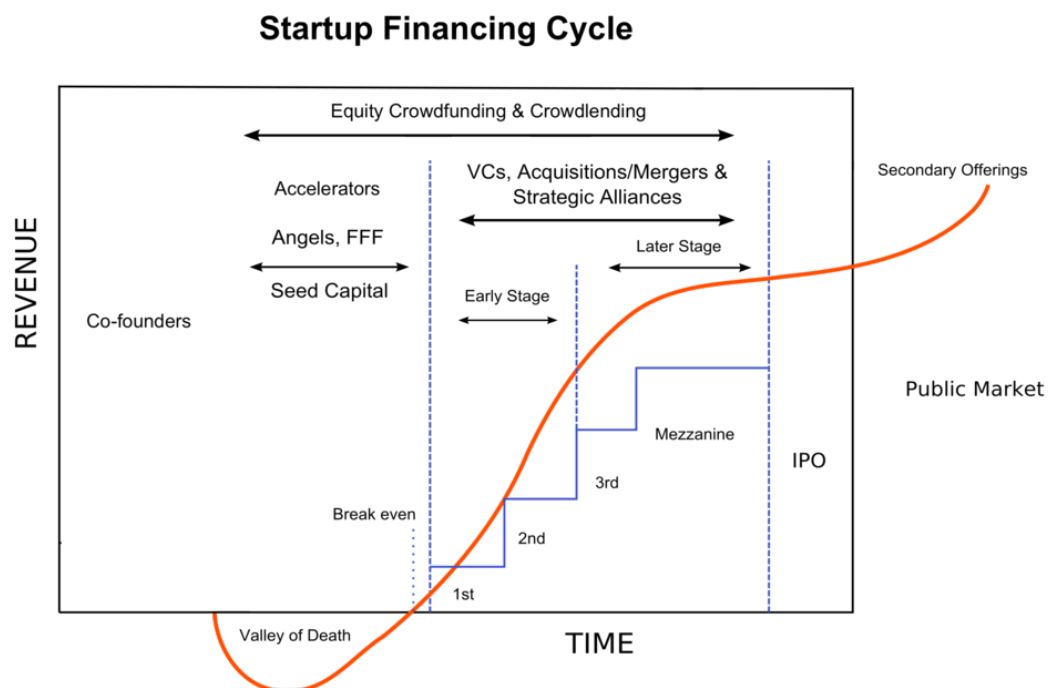 Startup Financing Cycle
Equity Crowdfunding & Crowdlending
VCs, Acquisitions/Mergers &
Strategic Alliances
Secondary Offerings
Accelerators
Angels, FFF
Later Stage
Seed Capital
Early Stage
REVENUE
Co-founders
Public Market
Mezzanine
IPO
3rd
Break even
2nd
1st
Valley of Death
TIME